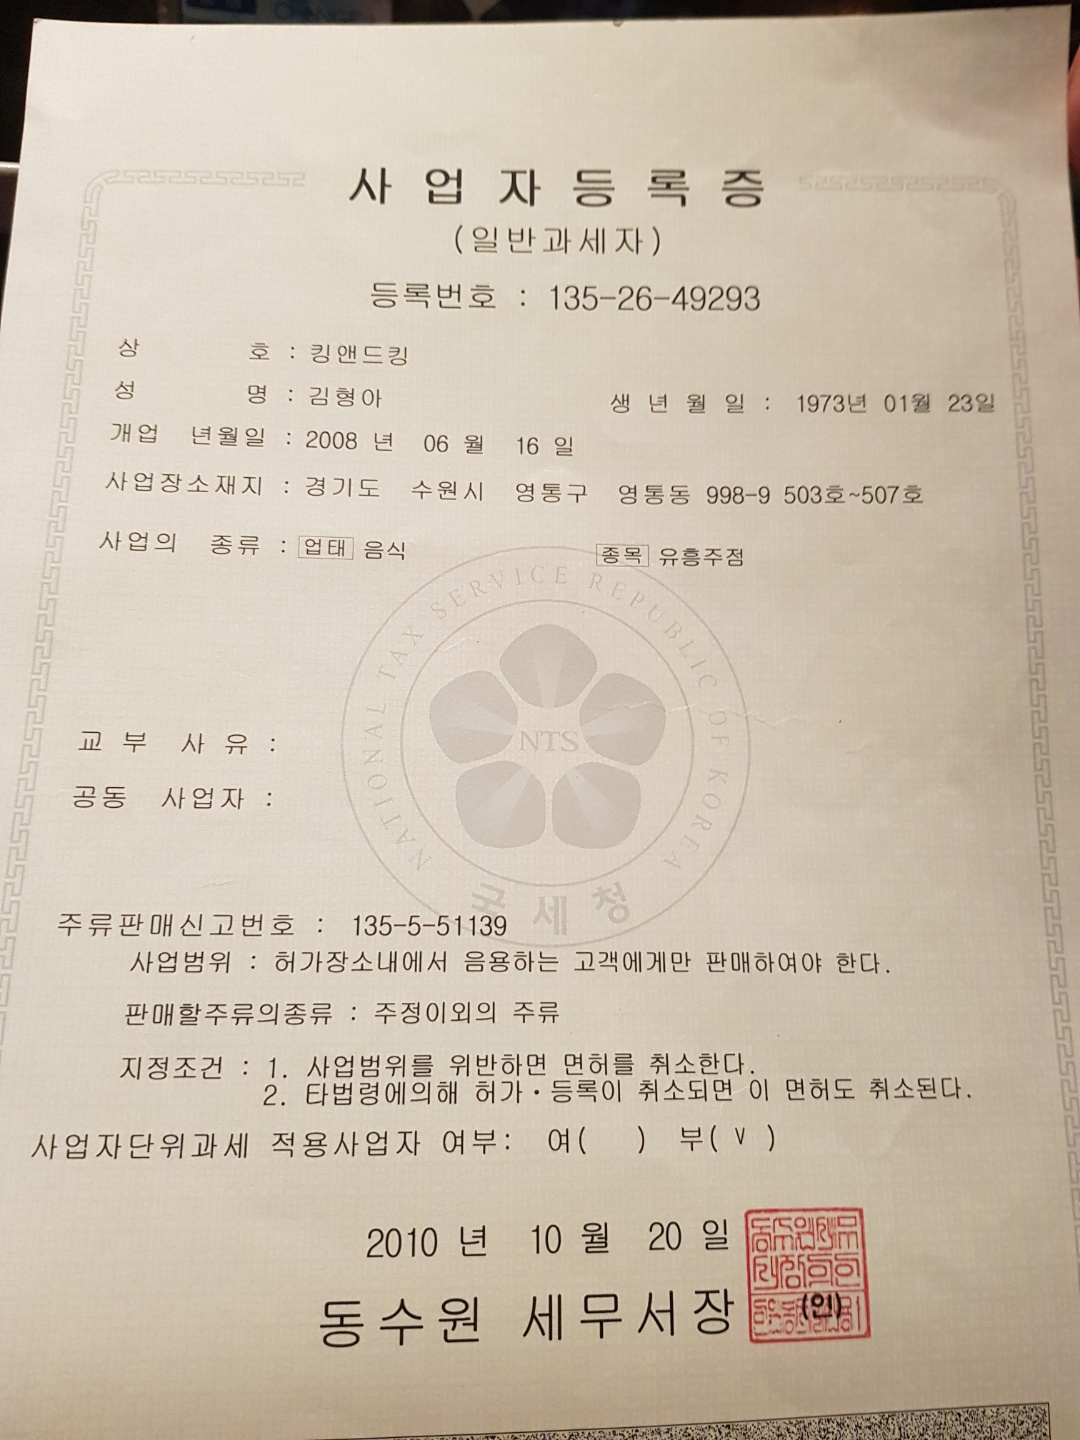 사업자등록증
(일반과세자)
등록번호 : 135-26-49293
상 호 : 킹앤드킹
성 명 : 김형아 생 년 월 일 : 1973년 01월 23일
개업 년월일 : 2008 년 06 월 16 일
사업장소재지 : 경기도 수원시 영통구 영통동 998-9 503호~507호
사업의 종류 : 업태 음식 종목 유흥주점
NATIONAL TAX SERVICE REPUBLIC OF KOREA
NTS
국세청
교 부 사 유 :
공동 사업자 :
주류판매신고번호 : 135-5-51139
사업범위 : 허가장소내에서 음용하는 고객에게만 판매하여야 한다.
판매할주류의종류 : 주정이외의 주류
지정조건 : 1. 사업범위를 위반하면 면허를 취소한다.
2. 타법령에의해 허가·등록이 취소되면 이 면허도 취소된다.
사업자단위과세 적용사업자 여부: 여( ) 부( v )
2010 년 10 월 20 일
동수원 세무서장 (인)